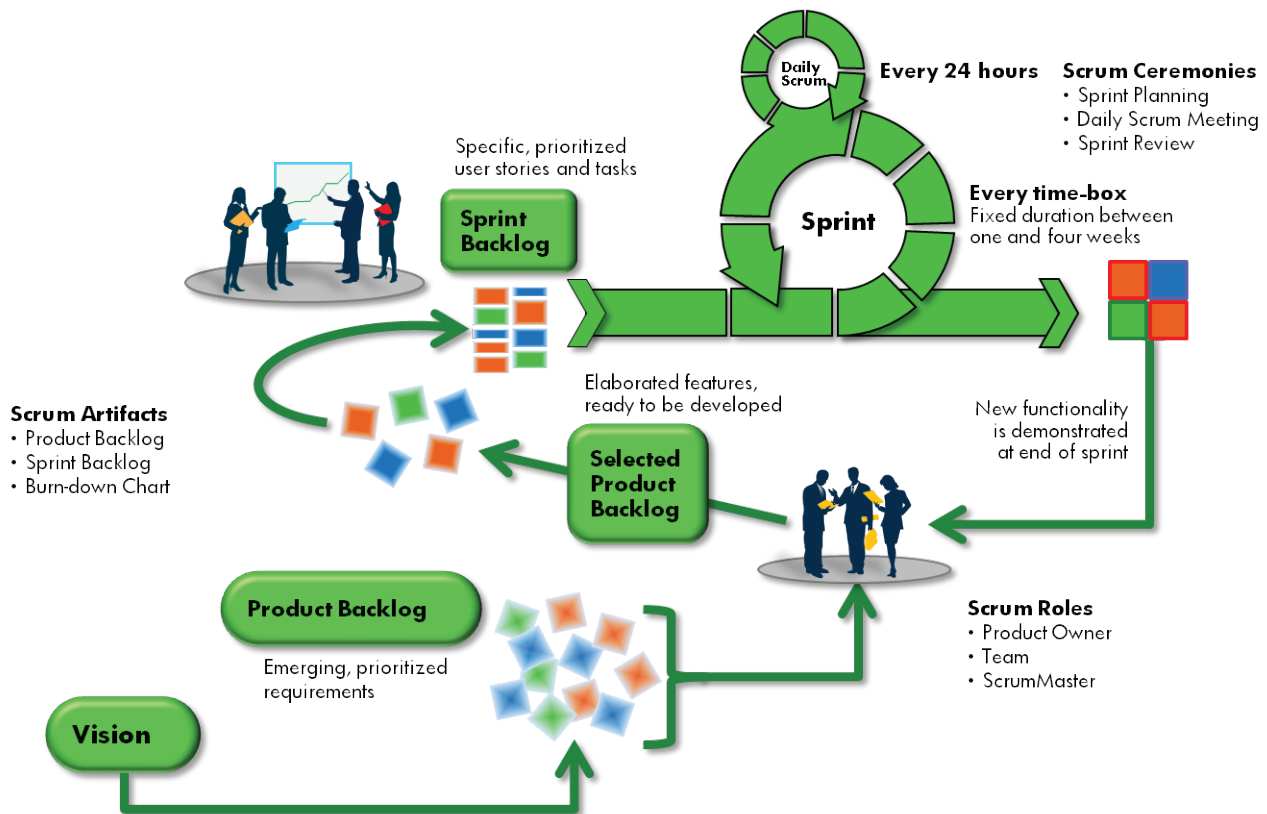 Daily
Scrum
Every 24 hours
Scrum Ceremonies
• Sprint Planning
• Daily Scrum Meeting
• Sprint Review
Specific, prioritized
user stories and tasks
Sprint
Backlog
Sprint
Every time-box
Fixed duration between
one and four weeks
Elaborated features,
ready to be developed
Scrum Artifacts
• Product Backlog
• Sprint Backlog
• Burn-down Chart
Selected
Product
Backlog
New functionality
is demonstrated
at end of sprint
Product Backlog
Emerging, prioritized
requirements
Scrum Roles
• Product Owner
• Team
• ScrumMaster
Vision